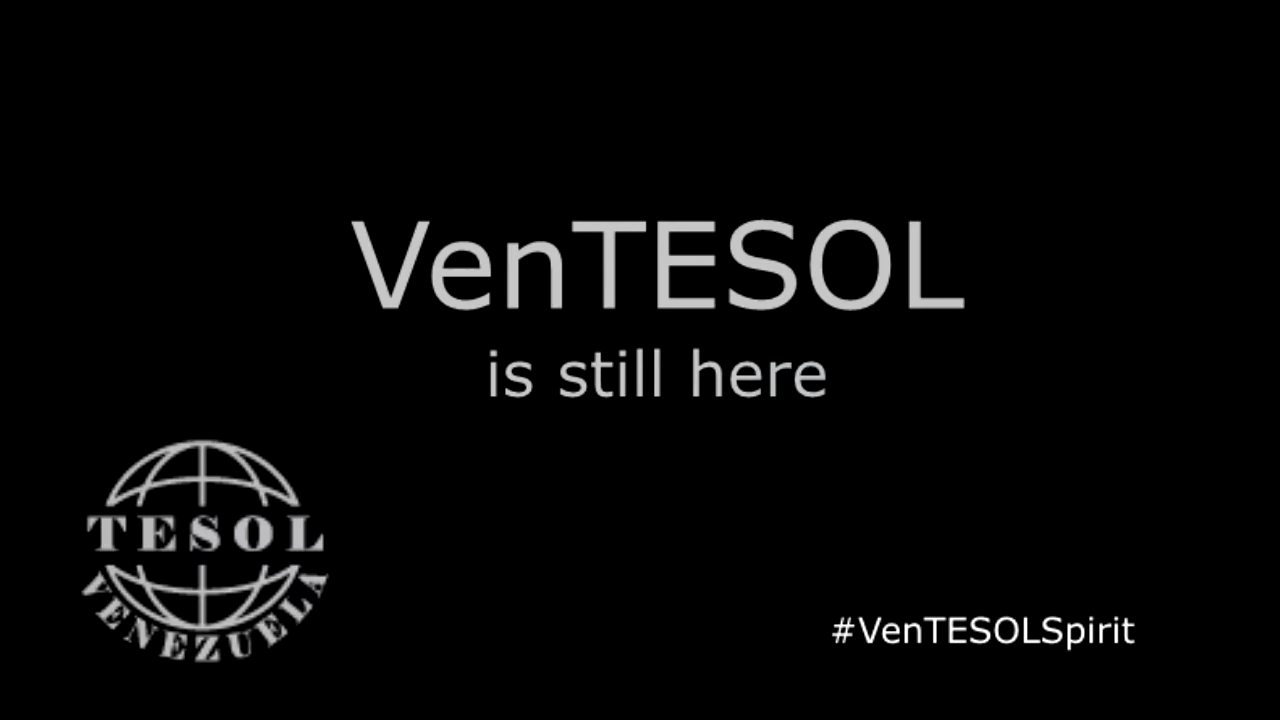 VenTESOL
is still here
TESOL
VENEZUELA
#VenTESOLSpirit